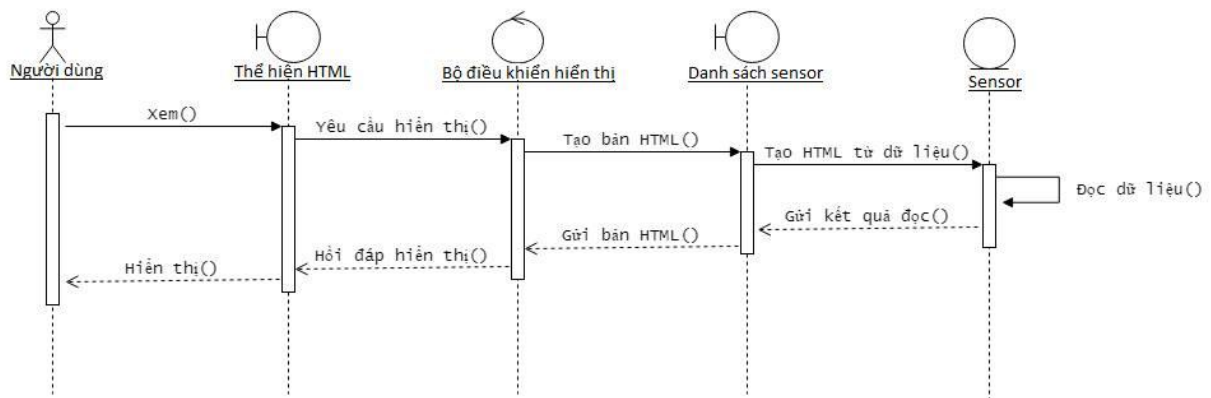 Người dùng
Thể hiện HTML
Bộ điều khiển hiển thị
Danh sách sensor
Sensor
Xem()
Yêu cầu hiển thị()
Tạo bản HTML()
Tạo HTML từ dữ liệu()
Đọc dữ liệu()
Gửi kết quả đọc()
Gửi bản HTML()
Hồi đáp hiển thị()
Hiển thị()